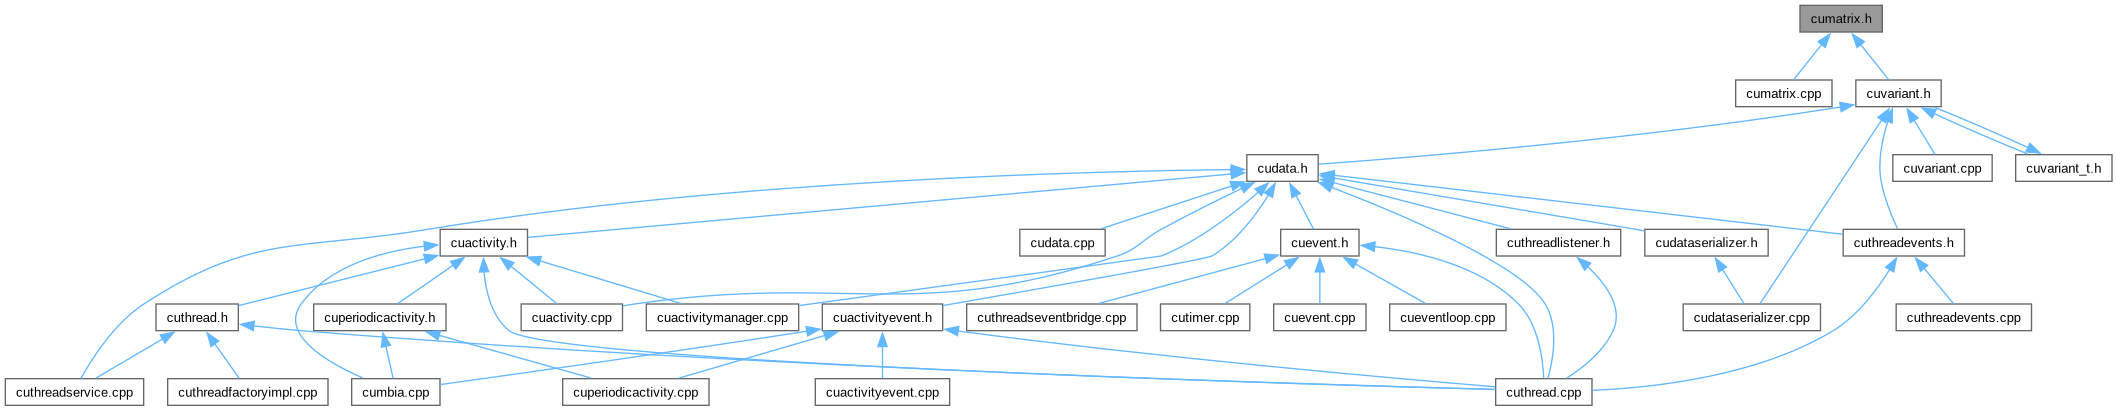 cumatrix.h
cumatrix.cpp
cuvariant.h
cudata.h
cuvariant.cpp
cuvariant_t.h
cuactivity.h
cudata.cpp
cuevent.h
cuthreadlistener.h
cudataserializer.h
cuthreadevents.h
cuthread.h
cuperiodicactivity.h
cuactivity.cpp
cuactivitymanager.cpp
cuactivityevent.h
cuthreadseventbridge.cpp
cutimer.cpp
cuevent.cpp
cueventloop.cpp
cudataserializer.cpp
cuthreadevents.cpp
cuthreadservice.cpp
cuthreadfactoryimpl.cpp
cumbia.cpp
cuperiodicactivity.cpp
cuactivityevent.cpp
cuthread.cpp